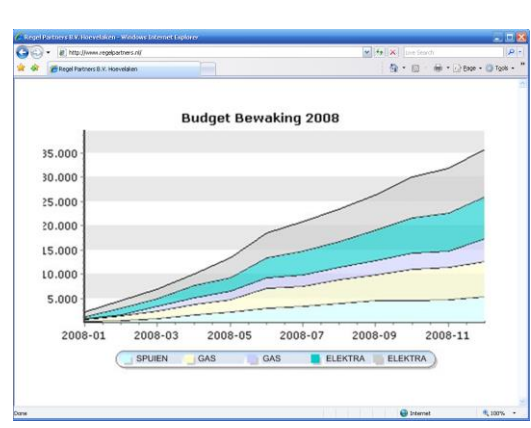 Regel Partners B.V. Hoevelaken - Windows Internet Explorer
http://www.regelpartners.nl/
Live Search
Regel Partners B.V. Hoevelaken
Page
Tools
Budget Bewaking 2008
35.000
30.000
25.000
20.000
15.000
10.000
5.000
2008-01 2008-03 2008-05 2008-07 2008-09 2008-11
SPUIEN GAS GAS ELEKTRA ELEKTRA
Done Internet 100%